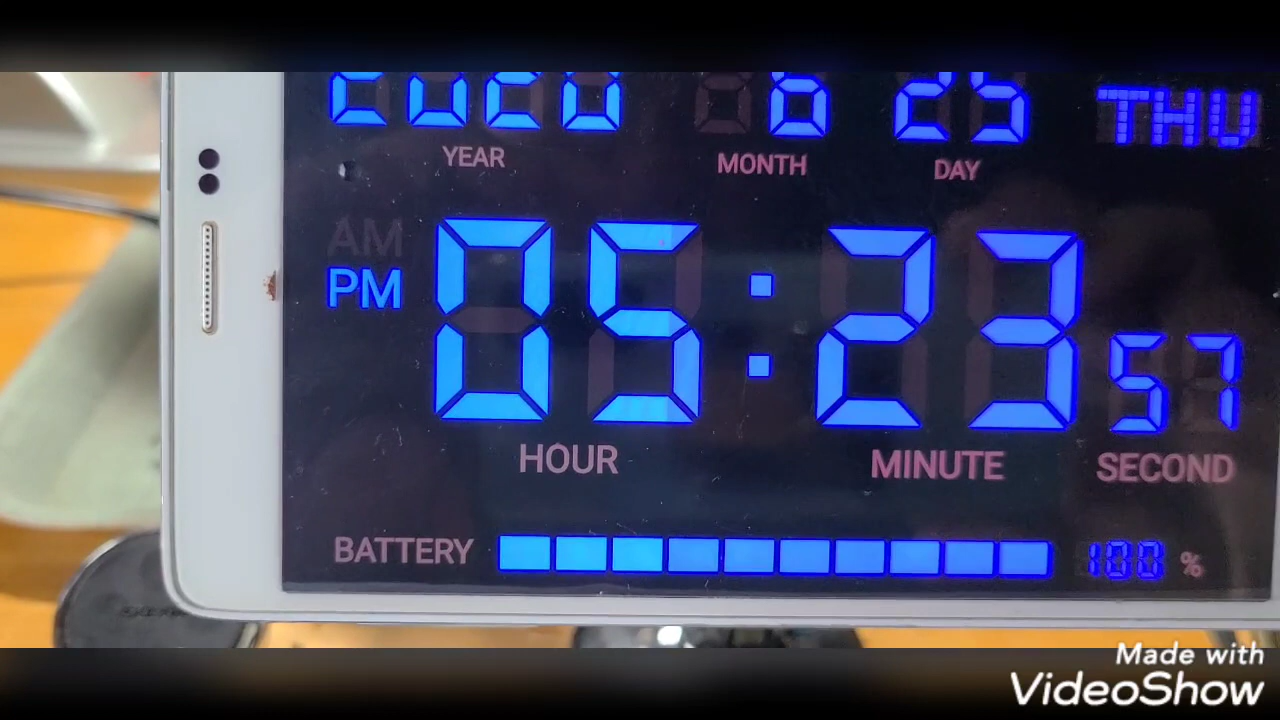 2020 6 25 THU
YEAR MONTH DAY
AM
PM 05:23 57
HOUR MINUTE SECOND
BATTERY 100 %
Made with
VideoShow